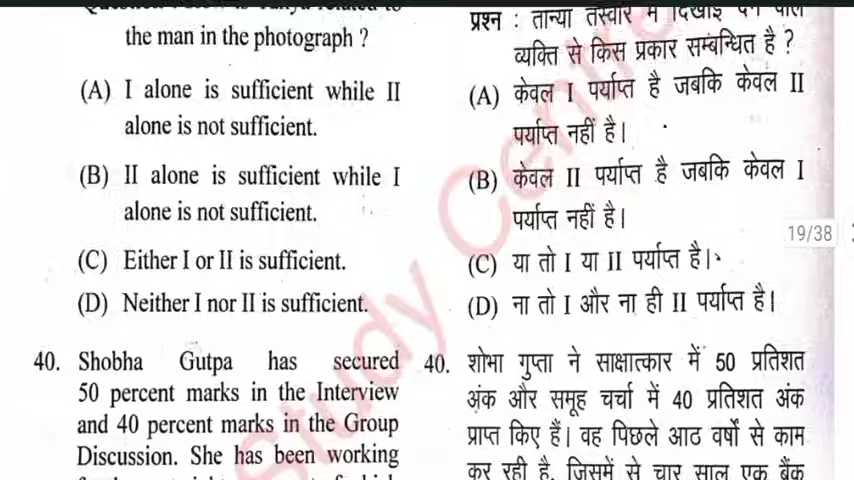 the man in the photograph ?
(A) I alone is sufficient while II
alone is not sufficient.
(B) II alone is sufficient while I
alone is not sufficient.
(C) Either I or II is sufficient.
(D) Neither I nor II is sufficient.
40. Shobha Gutpa has secured
50 percent marks in the Interview
and 40 percent marks in the Group
Discussion. She has been working
प्रश्न : तान्या तस्वीर में दिखाई देने वाले
व्यक्ति से किस प्रकार सम्बन्धित है ?
(A) केवल I पर्याप्त है जबकि केवल II
पर्याप्त नहीं है।
(B) केवल II पर्याप्त है जबकि केवल I
पर्याप्त नहीं है।
(C) या तो I या II पर्याप्त है।
(D) ना तो I और ना ही II पर्याप्त है।
40. शोभा गुप्ता ने साक्षात्कार में 50 प्रतिशत
अंक और समूह चर्चा में 40 प्रतिशत अंक
प्राप्त किए हैं। वह पिछले आठ वर्षों से काम
कर रही है, जिसमें से चार साल एक बैंक
19/38
Study Centre